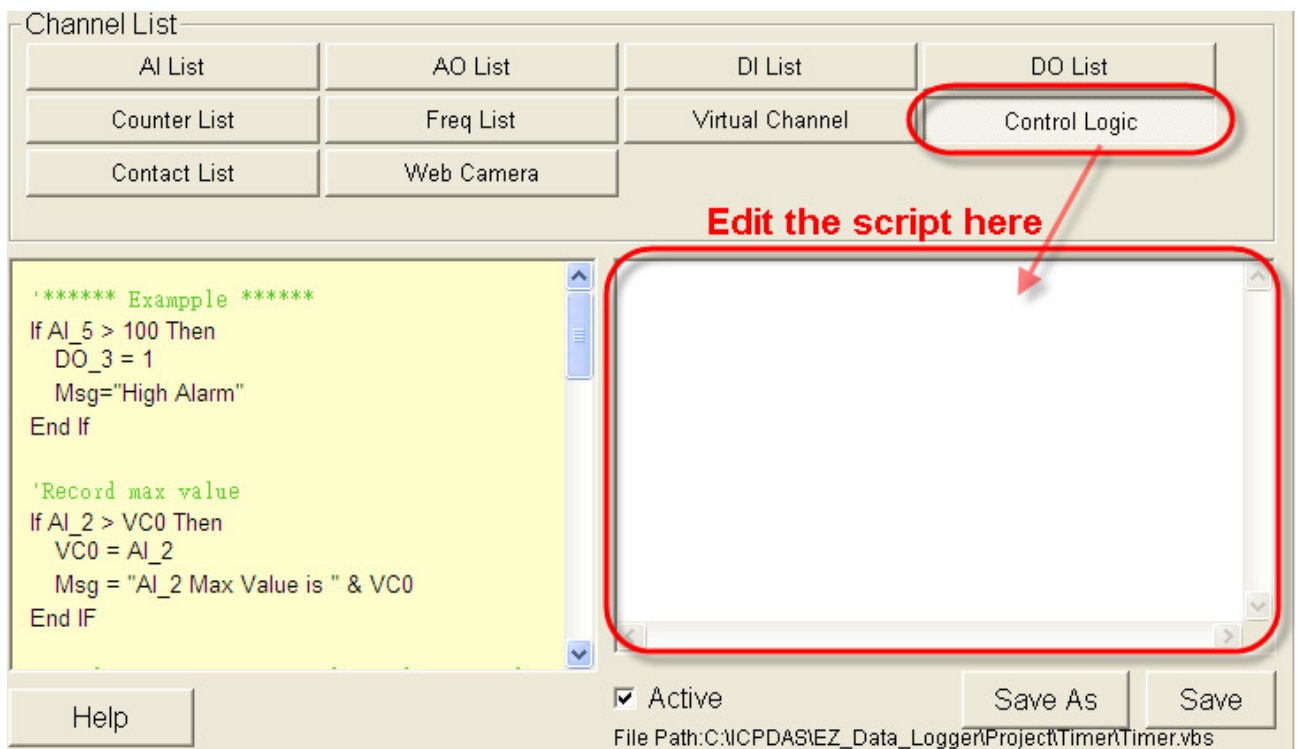 Channel List
AI List
AO List
DI List
DO List
Counter List
Freq List
Virtual Channel
Control Logic
Contact List
Web Camera
Edit the script here
'****** Exampple ******
If AI_5 > 100 Then
DO_3 = 1
Msg="High Alarm"
End If
'Record max value
If AI_2 > VC0 Then
VC0 = AI_2
Msg = "AI_2 Max Value is " & VC0
End IF
Help
Active
Save As
Save
File Path:C:\ICPDAS\EZ_Data_Logger\Project\Timer\Timer.vbs